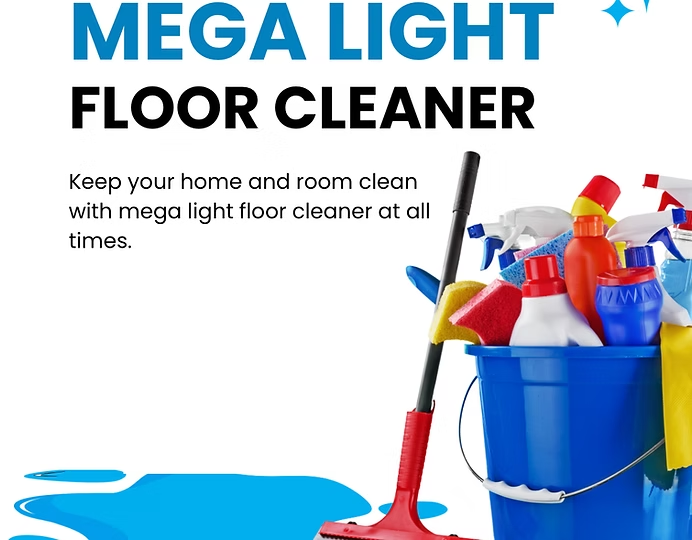 MEGA LIGHT
FLOOR CLEANER
Keep your home and room clean
with mega light floor cleaner at all
times.